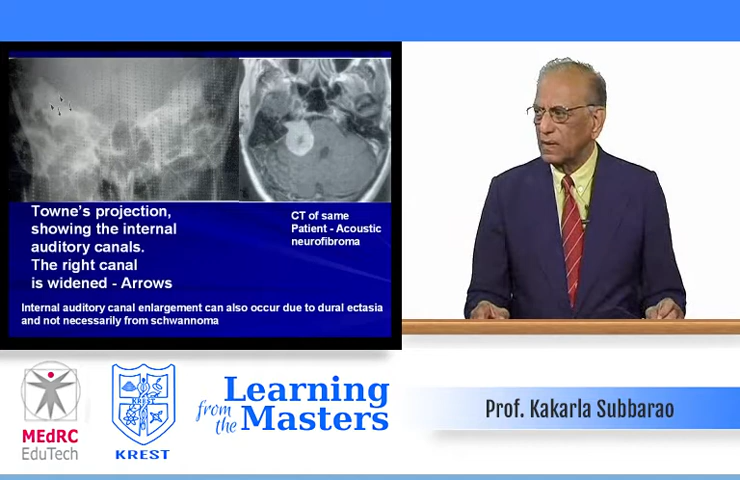 Towne's projection,
showing the internal
auditory canals.
The right canal
is widened - Arrows
CT of same
Patient - Acoustic
neurofibroma
Internal auditory canal enlargement can also occur due to dural ectasia
and not necessarily from schwannoma
MEdRC
EduTech
KREST
KREST
Learning
from the Masters
Prof. Kakarla Subbarao